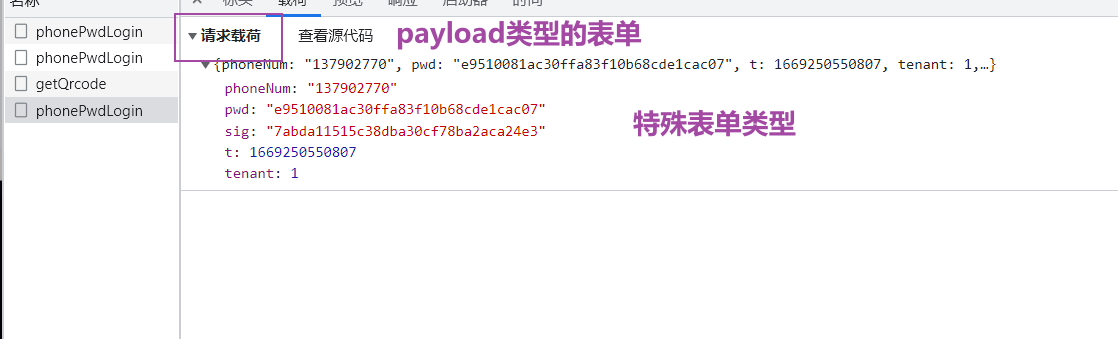 名称
标头 载荷 预览 响应 启动器 时间
phonePwdLogin
phonePwdLogin
getQrcode
phonePwdLogin
▼请求载荷 查看源代码 payload类型的表单
▼{phoneNum: "137902770", pwd: "e9510081ac30ffa83f10b68cde1cac07", t: 1669250550807, tenant: 1,…}
phoneNum: "137902770"
pwd: "e9510081ac30ffa83f10b68cde1cac07"
特殊表单类型
sig: "7abda11515c38dba30cf78ba2aca24e3"
t: 1669250550807
tenant: 1